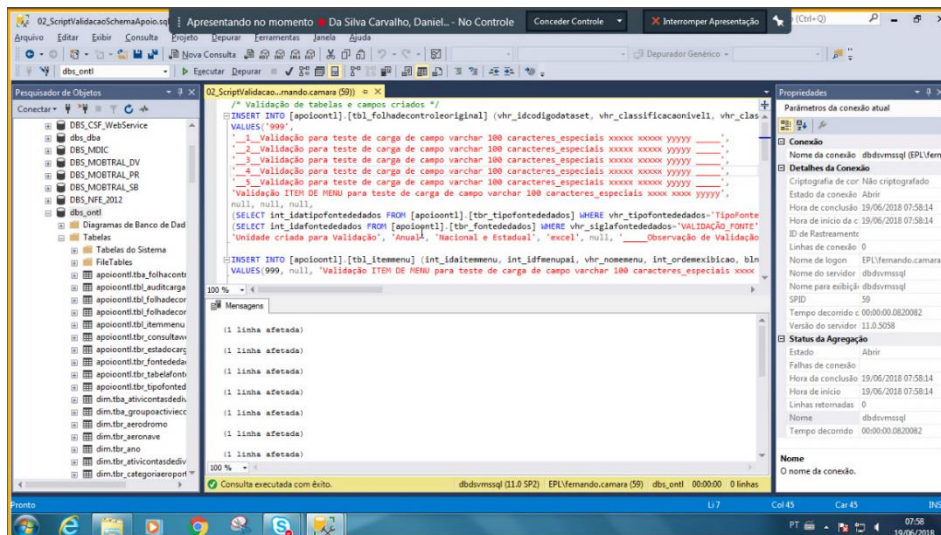 02_ScriptValidacaoSchemaApoio.sql
Apresentando no momento
Da Silva Carvalho, Daniel... - No Controle
Conceder Controle
Interromper Apresentação
(Ctrl+Q)
Arquivo Editar Exibir Consulta Projeto Depurar Ferramentas Janela Ajuda
Nova Consulta
Depurador Genérico
dbs_ontl
Executar Depurar
Pesquisador de Objetos
Conectar
DBS_CSF_WebService
dbs_dba
DBS_MDIC
DBS_MOBTRAL_DV
DBS_MOBTRAL_PR
DBS_MOBTRAL_SB
DBS_NFE_2012
dbs_ontl
Diagramas de Banco de Dad
Tabelas
Tabelas do Sistema
FileTables
apoioontl.tba_folhacontr
apoioontl.tbl_auditcarga
apoioontl.tbl_folhadecor
apoioontl.tbl_folhadecor
apoioontl.tbl_itemmenu
apoioontl.tbr_consultaw
apoioontl.tbr_estadocarg
apoioontl.tbr_fontededa
apoioontl.tbr_tabelafont
apoioontl.tbr_tipofonted
dim.tba_ativicontasdediv
dim.tba_groupoactiviecc
dim.tbr_aerodromo
dim.tbr_aeronave
dim.tbr_ano
dim.tbr_ativicontasdediv
dim.tbr_categoriaeroport
02_ScriptValidacao...rnando.camara (59))
/* Validação de tabelas e campos criados */
INSERT INTO [apoioontl].[tbl_folhadecontroleoriginal] (vhr_idcodigodataset, vhr_classificacaonivel1, vhr_clas
VALUES('999',
'__1__Validação para teste de carga de campo varchar 100 caracteres_especiais xxxxx xxxxx yyyyy _____',
'__2__Validação para teste de carga de campo varchar 100 caracteres_especiais xxxxx xxxxx yyyyy _____',
'__3__Validação para teste de carga de campo varchar 100 caracteres_especiais xxxxx xxxxx yyyyy _____',
'__4__Validação para teste de carga de campo varchar 100 caracteres_especiais xxxxx xxxxx yyyyy _____',
'__5__Validação para teste de carga de campo varchar 100 caracteres_especiais xxxxx xxxxx yyyyy _____',
'Validação ITEM DE MENU para teste de carga de campo varchar 100 caracteres_especiais xxxx xxxx yyyyy',
null, null, null,
(SELECT int_idatipofontededados FROM [apoioontl].[tbr_tipofontededados] WHERE vhr_tipofontededados='TipoFonte
(SELECT int_idafontededados FROM [apoioontl].[tbr_fontededados] WHERE vhr_siglafontededados='VALIDAÇÃO_FONTE'
'Unidade criada para Validação', 'Anual', 'Nacional e Estadual', 'excel', null, '_____Observação de Validação
INSERT INTO [apoioontl].[tbl_itemmenu] (int_idaitemmenu, int_idfmenupai, vhr_nomemenu, int_ordemexibicao, bln
VALUES(999, null, 'Validação ITEM DE MENU para teste de carga de campo varchar 100 caracteres_especiais xxxx
100 %
Mensagens
(1 linha afetada)
(1 linha afetada)
(1 linha afetada)
(1 linha afetada)
(1 linha afetada)
(1 linha afetada)
(1 linha afetada)
100 %
Consulta executada com êxito.
dbdsvmssql (11.0 SP2)
EPL\fernando.camara (59)
dbs_ontl
00:00:00
0 linhas
Propriedades
Parâmetros da conexão atual
Conexão
Nome da conexão dbdsvmssql (EPL\fern
Detalhes da Conexão
Criptografia de cor Não criptografado
Estado da conexão Abrir
Hora de conclusão 19/06/2018 07:58:14
Hora de início da c 19/06/2018 07:58:14
ID de Rastreamento
Linhas de conexão 0
Nome de logon EPL\fernando.camara
Nome do servidor dbdsvmssql
Nome para exibiçã dbdsvmssql
SPID 59
Tempo decorrido c 00:00:00.0820082
Versão do servidor 11.0.5058
Status da Agregação
Estado Abrir
Falhas de conexão
Hora da conclusão 19/06/2018 07:58:14
Hora de início 19/06/2018 07:58:14
Linhas retornadas 0
Nome dbdsvmssql
Tempo decorrido 00:00:00.0820082
Nome
O nome da conexão.
Pronto
Li 7
Col 45
Car 45
INS
PT
07:58
19/06/2018